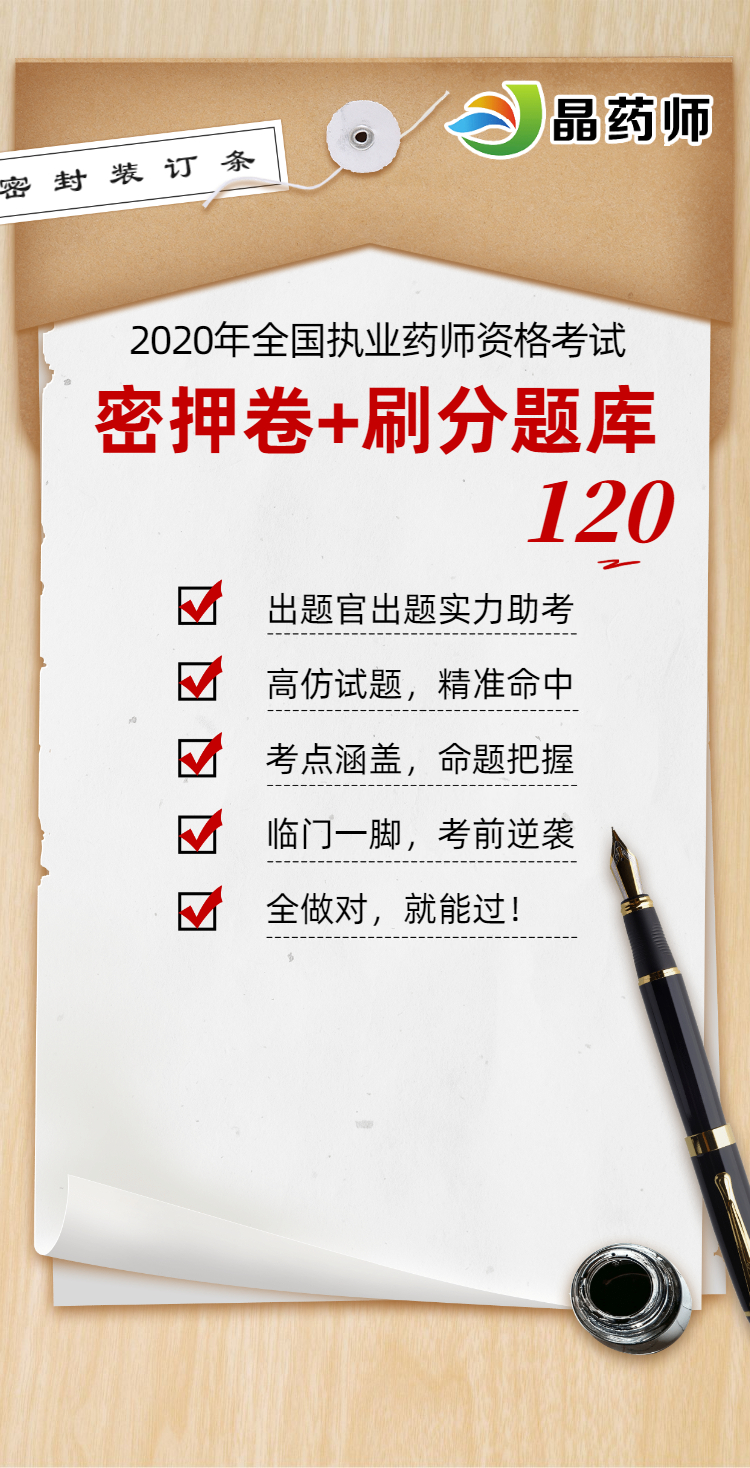 晶药师
密封装订条
2020年全国执业药师资格考试
密押卷+刷分题库
120
出题官出题实力助考
高仿试题，精准命中
考点涵盖，命题把握
临门一脚，考前逆袭
全做对，就能过！